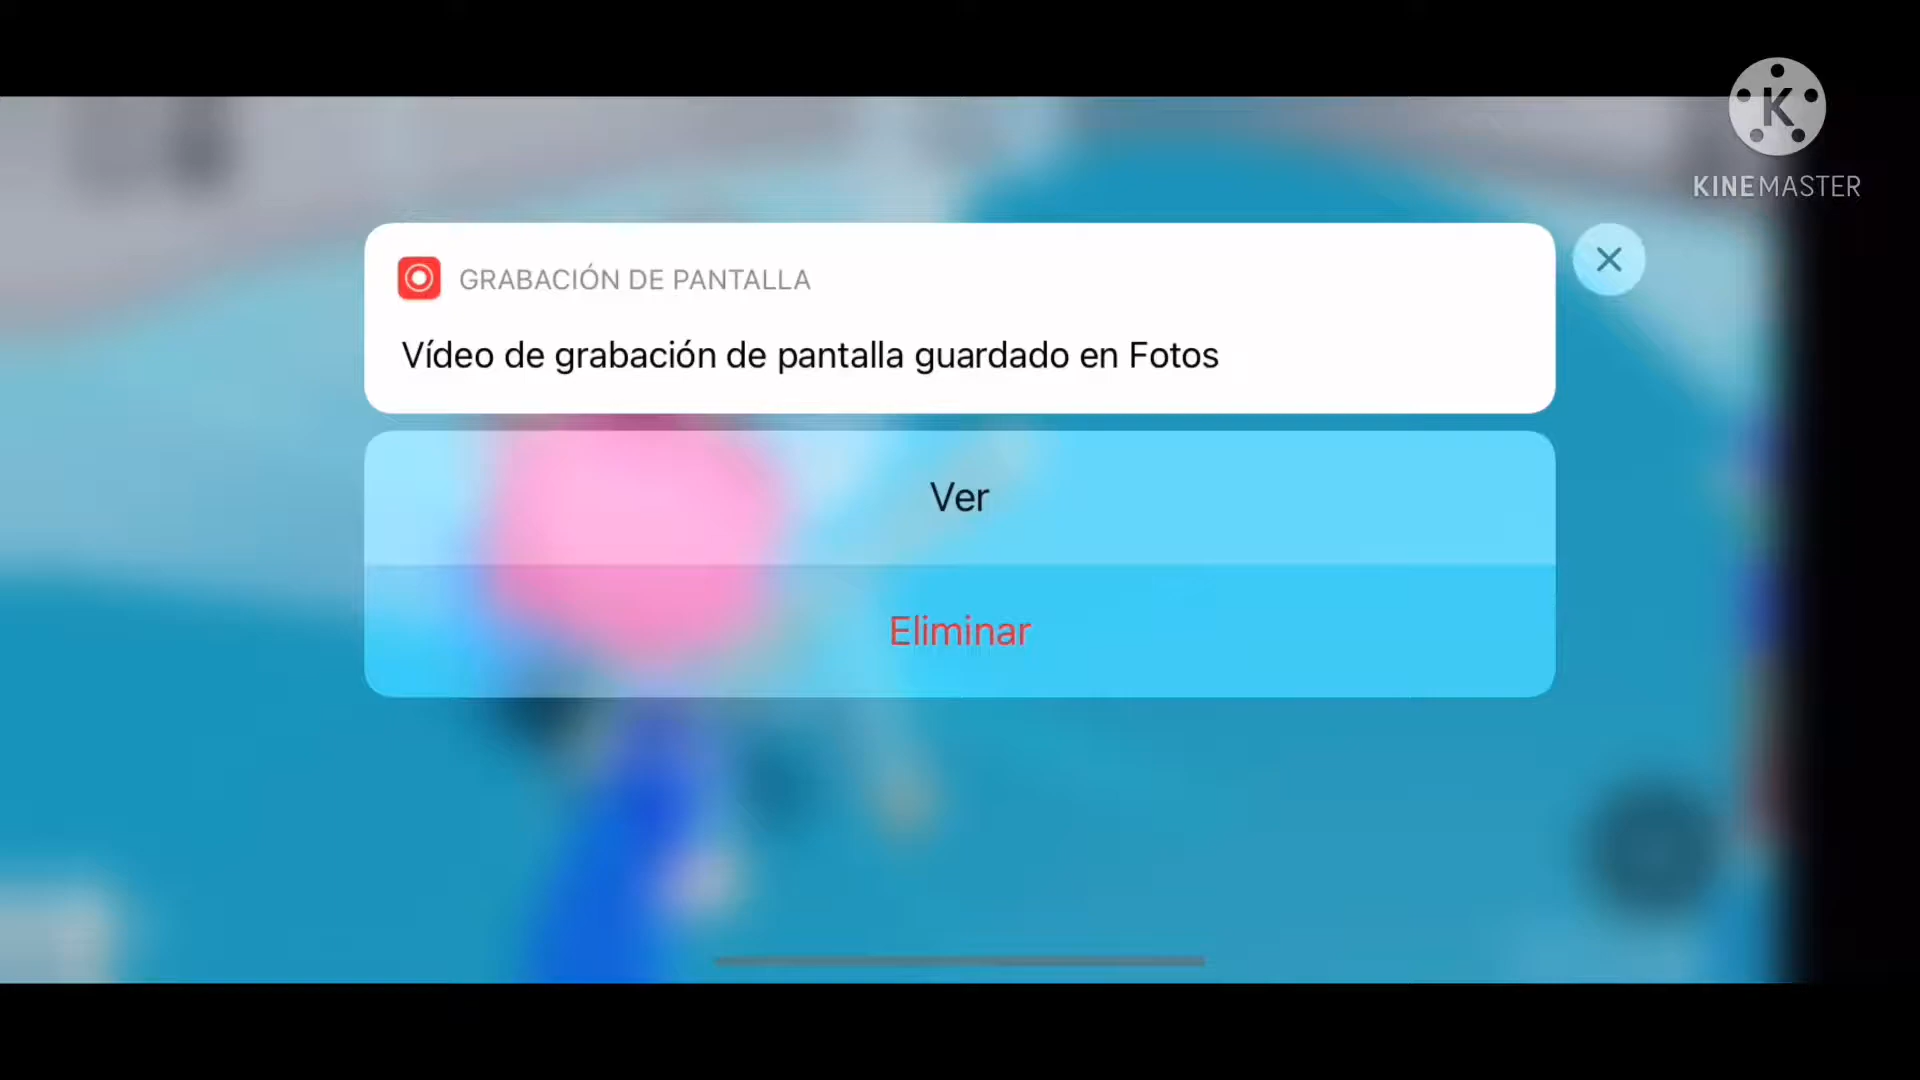 K
KINEMASTER
GRABACIÓN DE PANTALLA
Vídeo de grabación de pantalla guardado en Fotos
Ver
Eliminar